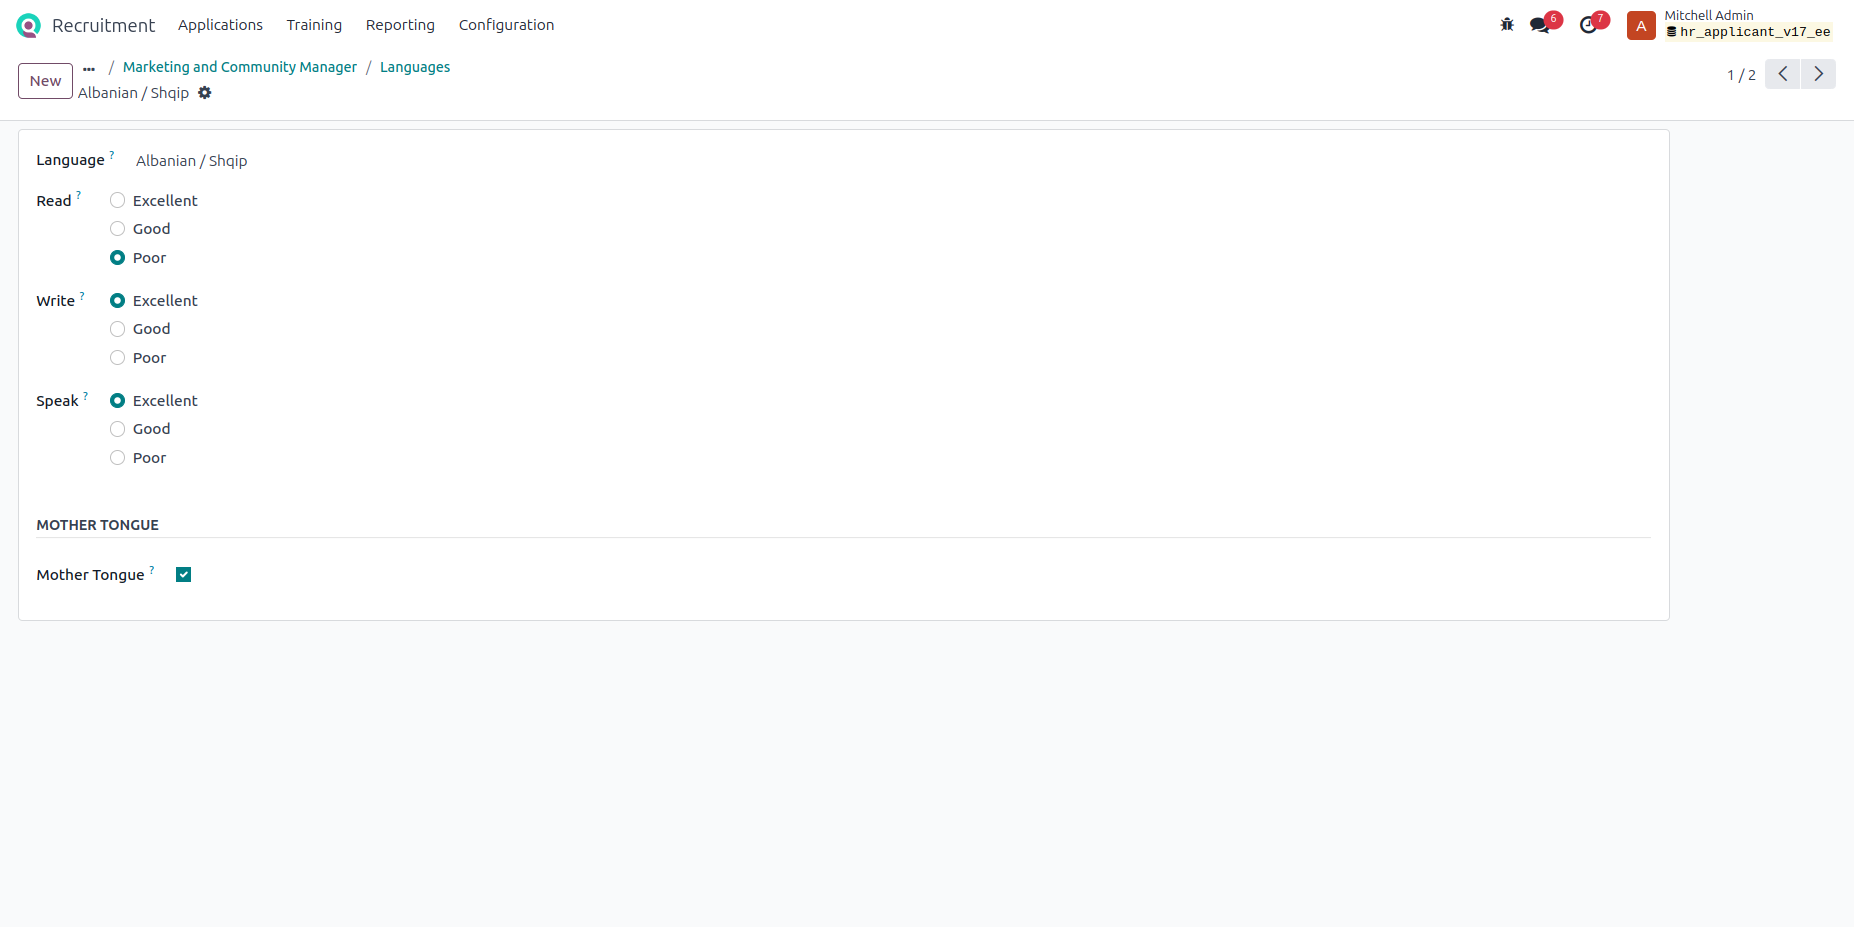 Recruitment Applications Training Reporting Configuration 6 7 A Mitchell Admin
hr_applicant_v17_ee
New ... / Marketing and Community Manager / Languages
Albanian / Shqip
1 / 2
Language ? Albanian / Shqip
Read ? Excellent
Good
Poor
Write ? Excellent
Good
Poor
Speak ? Excellent
Good
Poor
MOTHER TONGUE
Mother Tongue ?